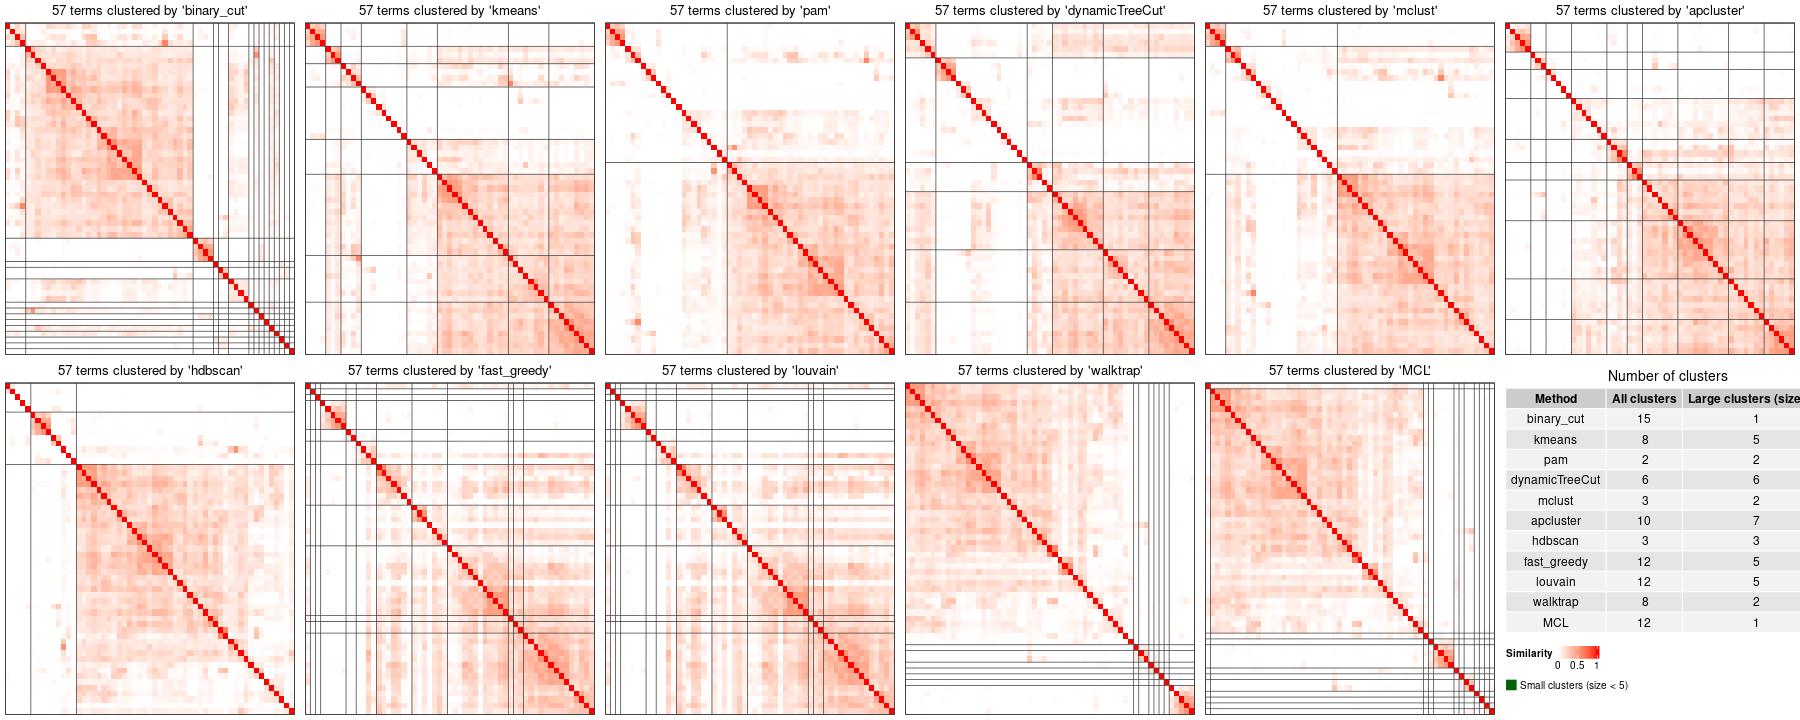 57 terms clustered by 'binary_cut'
57 terms clustered by 'kmeans'
57 terms clustered by 'pam'
57 terms clustered by 'dynamicTreeCut'
57 terms clustered by 'mclust'
57 terms clustered by 'apcluster'
57 terms clustered by 'hdbscan'
57 terms clustered by 'fast_greedy'
57 terms clustered by 'louvain'
57 terms clustered by 'walktrap'
57 terms clustered by 'MCL'
Number of clusters
Method All clusters Large clusters (size
binary_cut 15 1
kmeans 8 5
pam 2 2
dynamicTreeCut 6 6
mclust 3 2
apcluster 10 7
hdbscan 3 3
fast_greedy 12 5
louvain 12 5
walktrap 8 2
MCL 12 1
Similarity
0 0.5 1
Small clusters (size < 5)